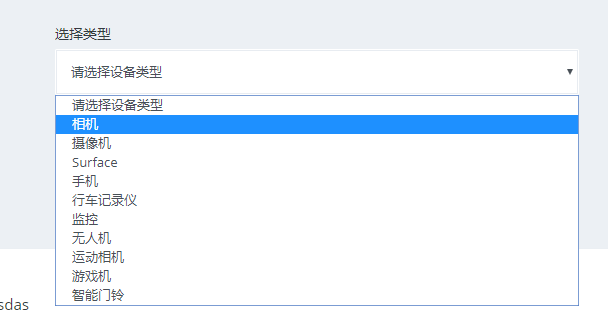 选择类型
请选择设备类型
请选择设备类型
相机
摄像机
Surface
手机
行车记录仪
监控
无人机
运动相机
游戏机
智能门铃
sdas